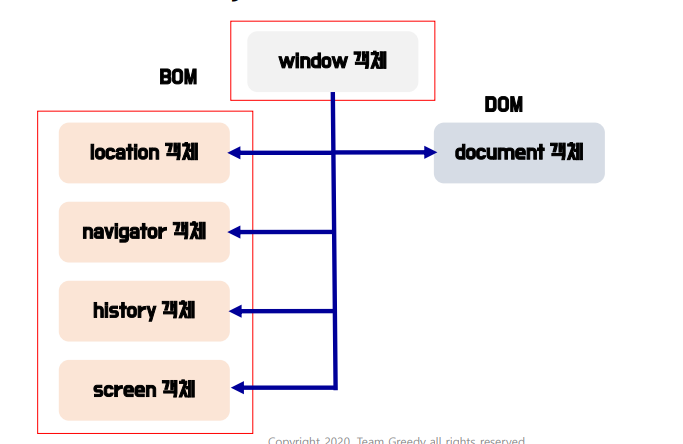 window 객체
BOM
DOM
location 객체
document 객체
navigator 객체
history 객체
screen 객체
Copyright 2020. Team Greedy all rights reserved